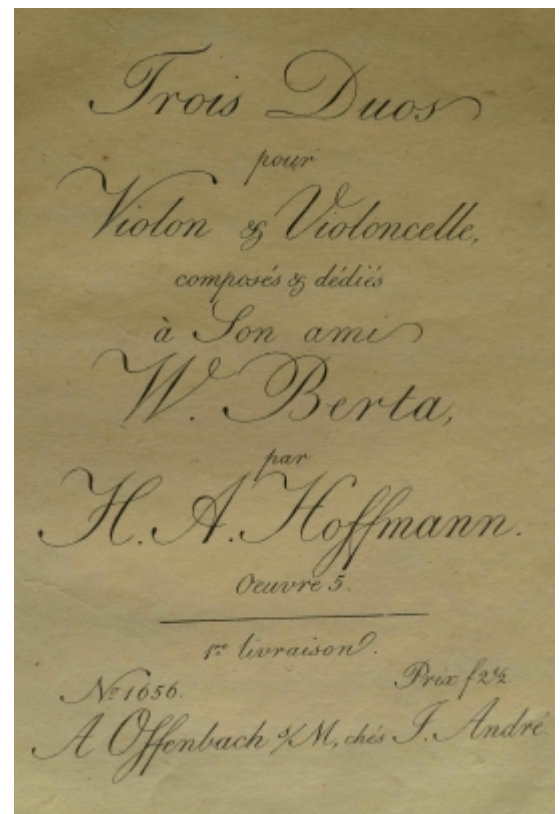 Trois Duos
pour
Violon & Violoncelle,
composés & dédiés
à Son ami
W. Berta,
par
H. A. Hoffmann.
Oeuvre 5.
1re livraison.
No 1656.
Prix f 2½
A Offenbach s/M, chés J. André